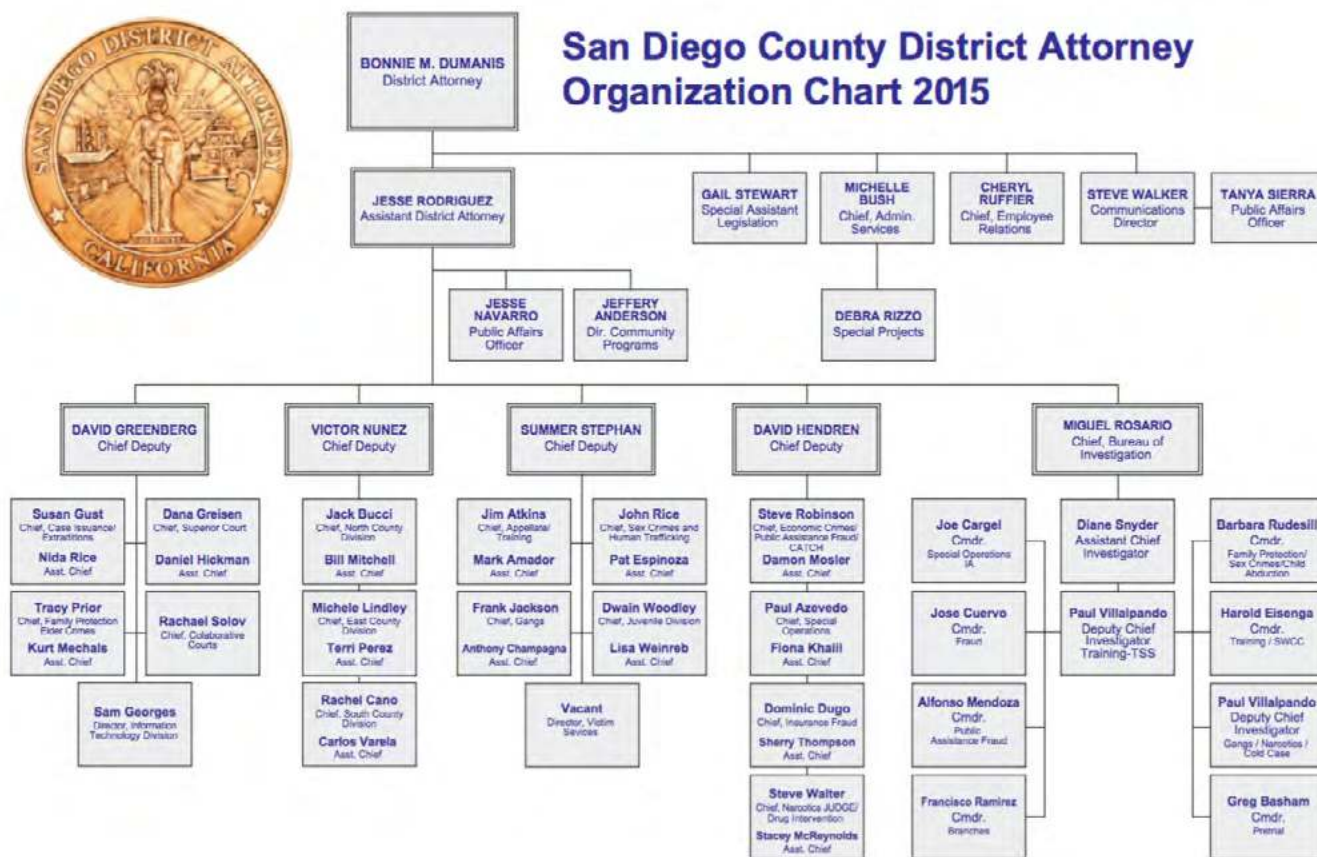 SAN DIEGO DISTRICT ATTORNEY
CALIFORNIA
San Diego County District Attorney
Organization Chart 2015
BONNIE M. DUMANIS
District Attorney
JESSE RODRIGUEZ
Assistant District Attorney
GAIL STEWART
Special Assistant
Legislation
MICHELLE
BUSH
Chief, Admin.
Services
CHERYL
RUFFIER
Chief, Employee
Relations
STEVE WALKER
Communications
Director
TANYA SIERRA
Public Affairs
Officer
JESSE
NAVARRO
Public Affairs
Officer
JEFFERY
ANDERSON
Dir. Community
Programs
DEBRA RIZZO
Special Projects
DAVID GREENBERG
Chief Deputy
VICTOR NUNEZ
Chief Deputy
SUMMER STEPHAN
Chief Deputy
DAVID HENDREN
Chief Deputy
MIGUEL ROSARIO
Chief, Bureau of
Investigation
Susan Gust
Chief, Case Issuance/
Extraditions
Nida Rice
Asst. Chief
Dana Greisen
Chief, Superior Court
Daniel Hickman
Asst. Chief
Tracy Prior
Chief, Family Protection
Elder Crimes
Kurt Mechals
Asst. Chief
Rachael Solov
Chief, Colaborative
Courts
Sam Georges
Director, Information
Technology Division
Jack Bucci
Chief, North County
Division
Bill Mitchell
Asst. Chief
Michele Lindley
Chief, East County
Division
Terri Perez
Asst. Chief
Rachel Cano
Chief, South County
Division
Carlos Varela
Asst. Chief
Jim Atkins
Chief, Appellate/
Training
Mark Amador
Asst. Chief
John Rice
Chief, Sex Crimes and
Human Trafficking
Pat Espinoza
Asst. Chief
Frank Jackson
Chief, Gangs
Anthony Champagna
Asst. Chief
Dwain Woodley
Chief, Juvenile Division
Lisa Weinreb
Asst. Chief
Vacant
Director, Victim
Sevices
Steve Robinson
Chief, Economic Crimes/
Public Assistance Fraud/
CATCH
Damon Mosler
Asst. Chief
Paul Azevedo
Chief, Special
Operations
Fiona Khalil
Asst. Chief
Dominic Dugo
Chief, Insurance Fraud
Sherry Thompson
Asst. Chief
Steve Walter
Chief, Narcotics JUDGE/
Drug Intervention
Stacey McReynolds
Asst. Chief
Joe Cargel
Cmdr.
Special Operations
IA
Jose Cuervo
Cmdr.
Fraud
Alfonso Mendoza
Cmdr.
Public
Assistance Fraud
Francisco Ramirez
Cmdr.
Branches
Diane Snyder
Assistant Chief
Investigator
Paul Villalpando
Deputy Chief
Investigator
Training-TSS
Barbara Rudesill
Cmdr.
Family Protection/
Sex Crimes/Child
Abduction
Harold Eisenga
Cmdr.
Training / SWCC
Paul Villalpando
Deputy Chief
Investigator
Gangs / Narcotics /
Cold Case
Greg Basham
Cmdr.
Pretrial